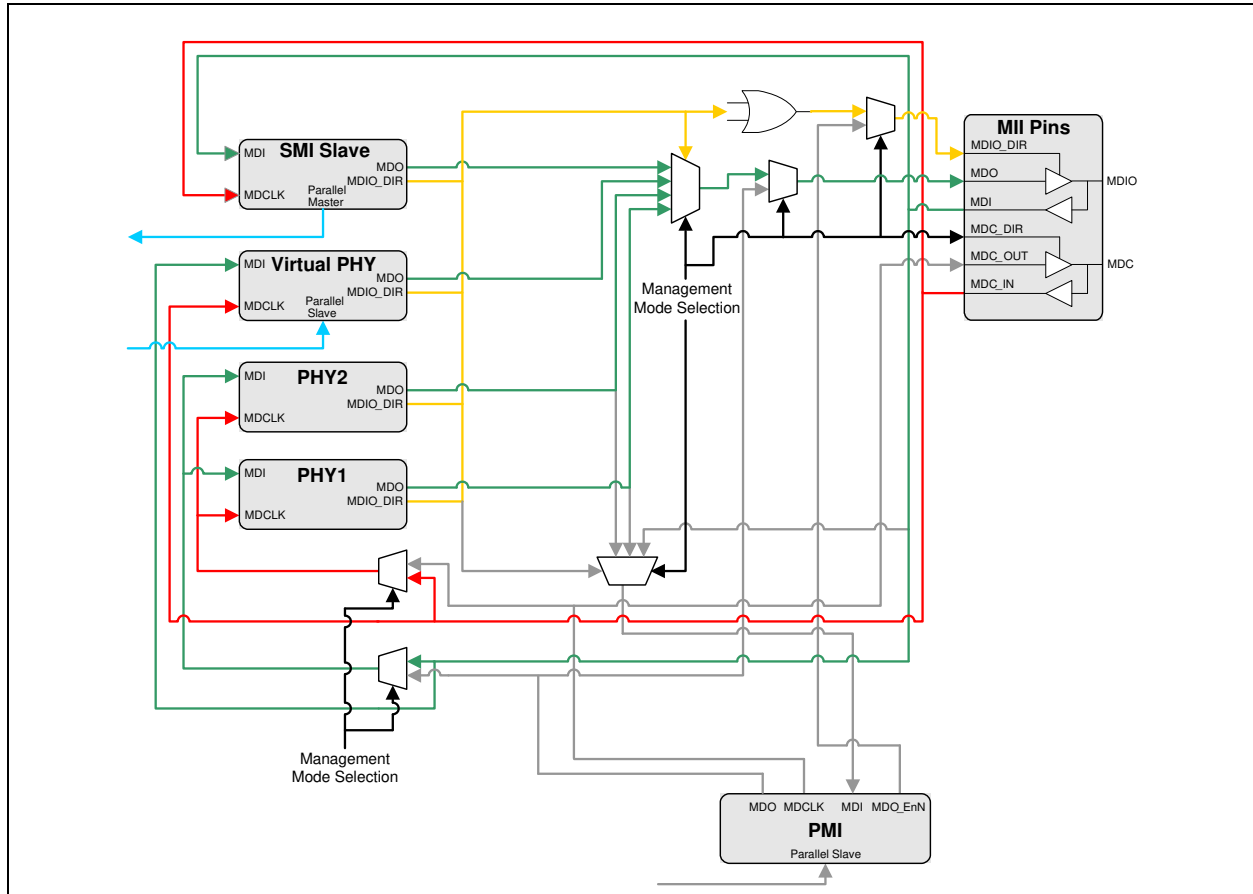 MII Pins
MDIO_DIR
MDO
MDIO
MDI
MDC_DIR
MDC_OUT
MDC
MDC_IN
SMI Slave
MDI
MDO
MDIO_DIR
MDCLK
Parallel
Master
Virtual PHY
MDI
MDO
MDIO_DIR
MDCLK
Parallel
Slave
Management
Mode Selection
PHY2
MDI
MDO
MDIO_DIR
MDCLK
PHY1
MDI
MDO
MDIO_DIR
MDCLK
Management
Mode Selection
MDO MDCLK MDI MDO_EnN
PMI
Parallel Slave